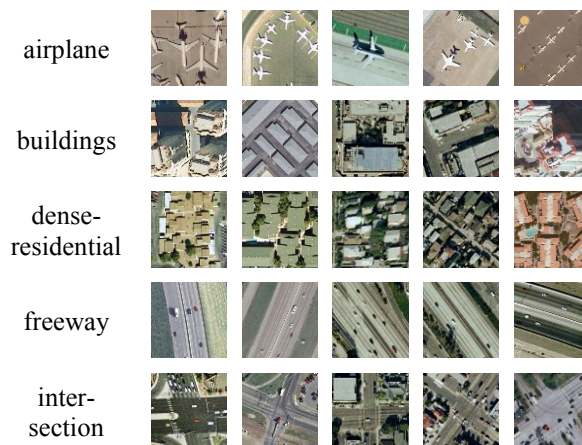 airplane
buildings
dense-
residential
freeway
inter-
section